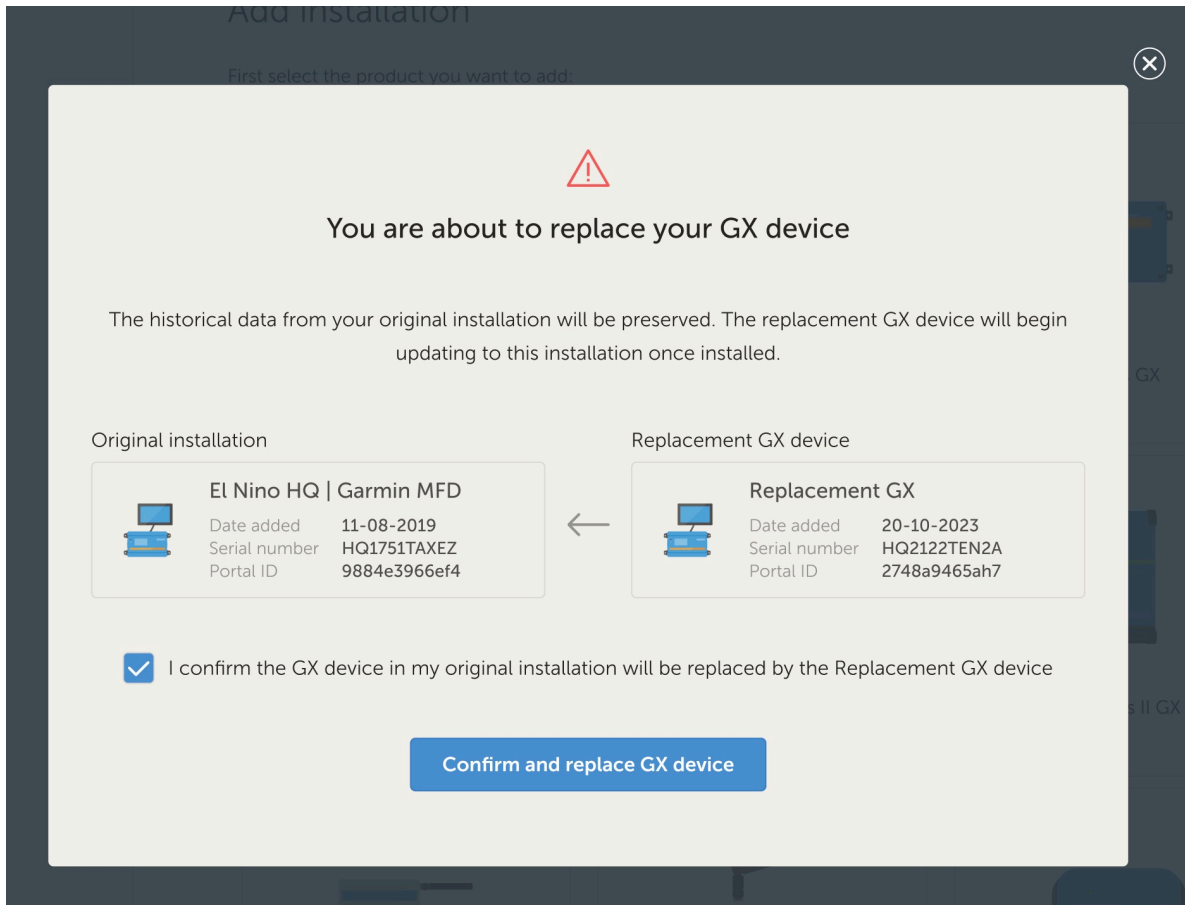 Add Installation
First select the product you want to add:
You are about to replace your GX device
The historical data from your original installation will be preserved. The replacement GX device will begin
updating to this installation once installed.
GX
Original installation
Replacement GX device
El Nino HQ | Garmin MFD
Date added 11-08-2019
Serial number HQ1751TAXEZ
Portal ID 9884e3966ef4
Replacement GX
Date added 20-10-2023
Serial number HQ2122TEN2A
Portal ID 2748a9465ah7
I confirm the GX device in my original installation will be replaced by the Replacement GX device
s II GX
Confirm and replace GX device